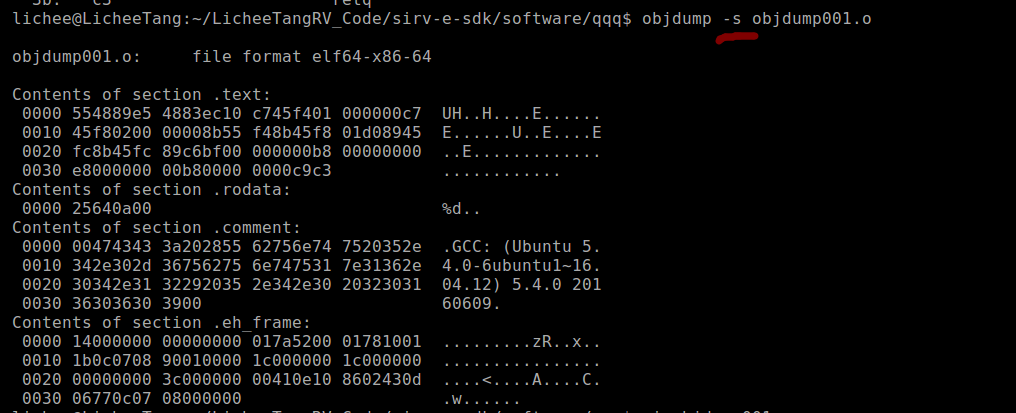 lichee@LicheeTang:~/LicheeTangRV_Code/sirv-e-sdk/software/qqq$ objdump -s objdump001.o
objdump001.o:     file format elf64-x86-64
Contents of section .text:
 0000 554889e5 4883ec10 c745f401 000000c7  UH..H....E......
 0010 45f80200 00008b55 f48b45f8 01d08945  E......U..E....E
 0020 fc8b45fc 89c6bf00 000000b8 00000000  ..E.............
 0030 e8000000 00b80000 0000c9c3           ............
Contents of section .rodata:
 0000 25640a00                             %d..
Contents of section .comment:
 0000 00474343 3a202855 62756e74 7520352e  .GCC: (Ubuntu 5.
 0010 342e302d 36756275 6e747531 7e31362e  4.0-6ubuntu1~16.
 0020 30342e31 32292035 2e342e30 20323031  04.12) 5.4.0 201
 0030 36303630 3900                        60609.
Contents of section .eh_frame:
 0000 14000000 00000000 017a5200 01781001  .........zR..x..
 0010 1b0c0708 90010000 1c000000 1c000000  ................
 0020 00000000 3c000000 00410e10 8602430d  ....<....A....C.
 0030 06770c07 08000000                    .w......